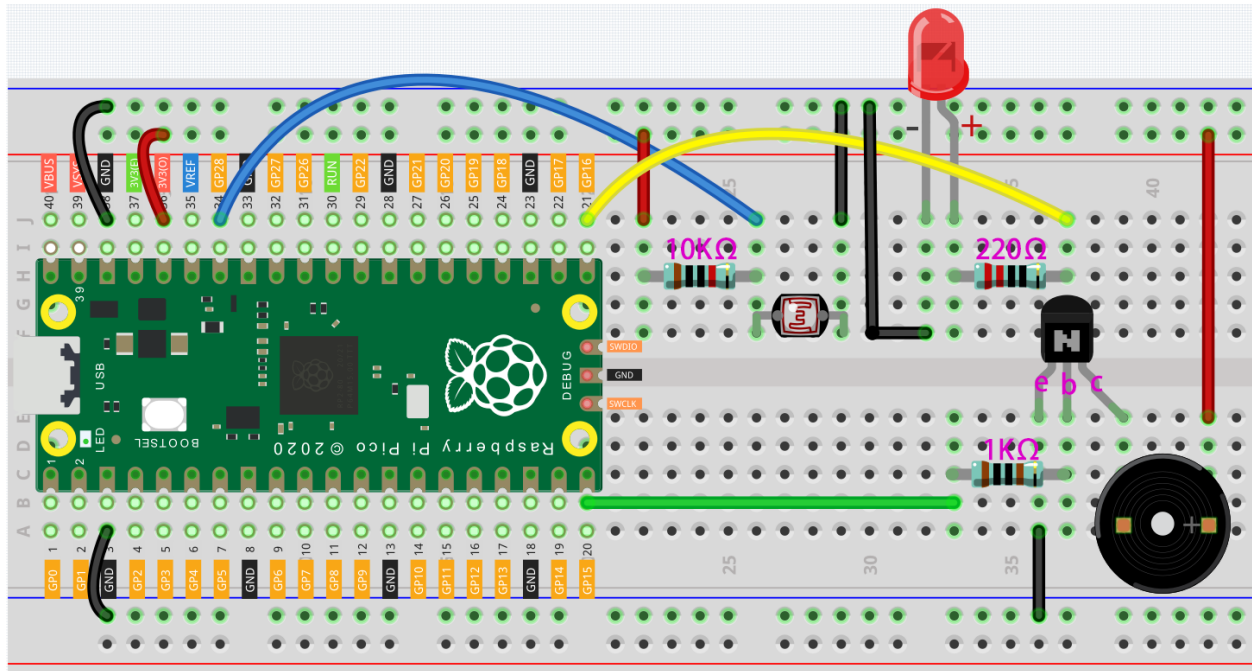 - +
VBUS VSYS GND 3V3(E) 3V3(O) VREF GP28 GND GP27 GP26 RUN GP22 GND GP21 GP20 GP19 GP18 GND GP17 GP16
40 39 38 37 36 35 34 33 32 31 30 29 28 27 26 25 24 23 22 21
25 35 40
J
I
10KΩ 220Ω
H
39
G
F
SWDIO
DEBUG GND
SWCLK
USB
e b c
E
LED BOOTSEL
Raspberry Pi Pico © 2020
D
1KΩ
1 2
C
B
+
A
1 2 3 4 5 6 7 8 9 10 11 12 13 14 15 16 17 18 19 20
GP0 GP1 GND GP2 GP3 GP4 GP5 GND GP6 GP7 GP8 GP9 GND GP10 GP11 GP12 GP13 GND GP14 GP15
25 30 35